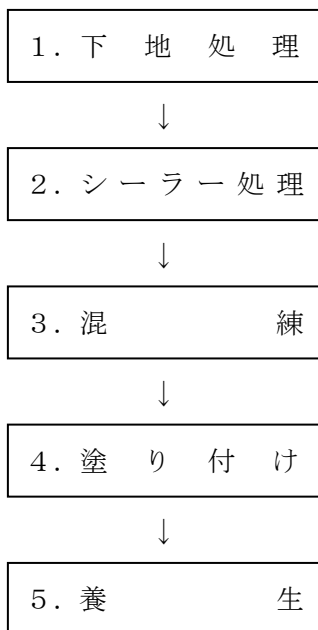 1．下地処理
↓
2．シーラー処理
↓
3．混練
↓
4．塗り付け
↓
5．養生